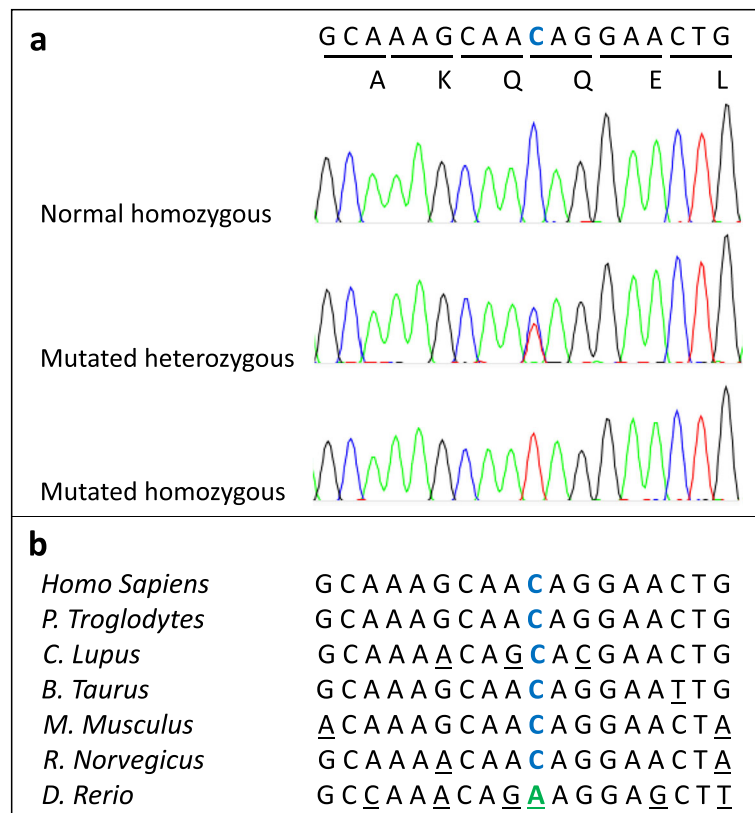 a
G C A A A G C A A C A G G A A C T G
A K Q Q E L
Normal homozygous
Mutated heterozygous
Mutated homozygous
b
Homo Sapiens G C A A A G C A A C A G G A A C T G
P. Troglodytes G C A A A G C A A C A G G A A C T G
C. Lupus G C A A A A C A G C A C G A A C T G
B. Taurus G C A A A G C A A C A G G A A T T G
M. Musculus A C A A A G C A A C A G G A A C T A
R. Norvegicus G C A A A A C A A C A G G A A C T A
D. Rerio G C C A A A C A G A A G G A G C T T